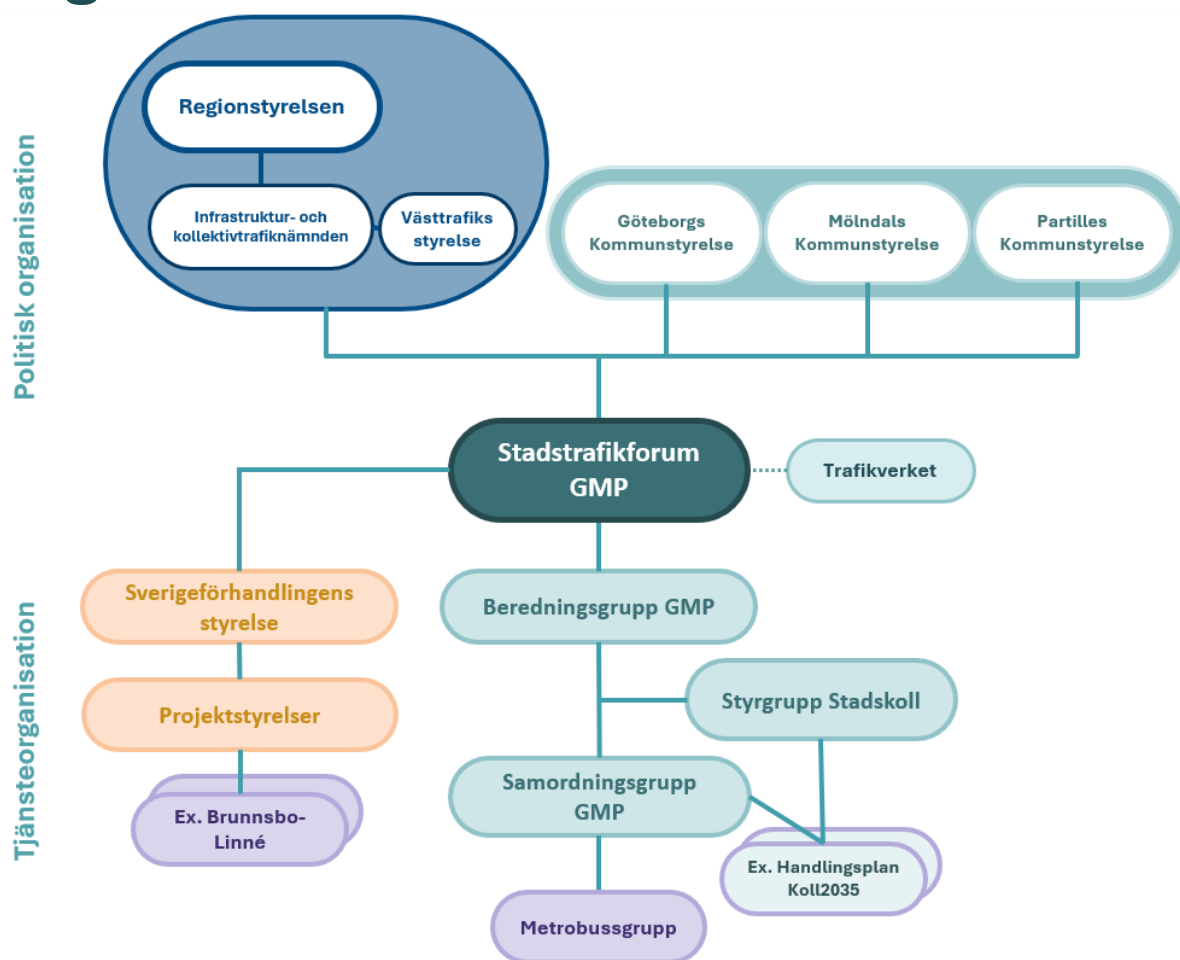 Politisk organisation
Regionstyrelsen
Infrastruktur- och
kollektivtrafiknämnden
Västtrafiks
styrelse
Göteborgs
Kommunstyrelse
Mölndals
Kommunstyrelse
Partilles
Kommunstyrelse
Stadstrafikforum
GMP
Trafikverket
Tjänsteorganisation
Sverigeförhandlingens
styrelse
Beredningsgrupp GMP
Projektstyrelser
Styrgrupp Stadskoll
Ex. Brunnsbo-
Linné
Samordningsgrupp
GMP
Ex. Handlingsplan
Koll2035
Metrobussgrupp